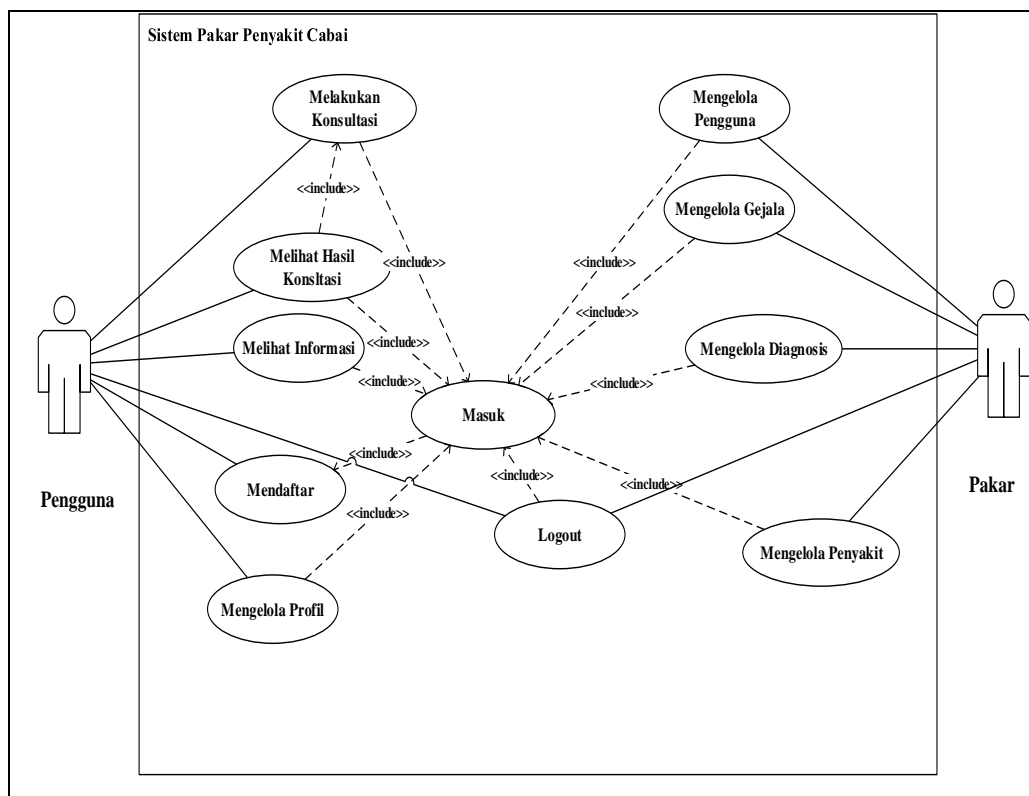 Sistem Pakar Penyakit Cabai
Melakukan
Konsultasi
Mengelola
Pengguna
<<include>>
Mengelola Gejala
Melihat Hasil
Konsltasi
<<include>>
<<include>>
<<include>>
Melihat Informasi
<<include>>
Mengelola Diagnosis
<<include>>
<<include>>
Masuk
<<include>>
<<include>>
<<include>>
Mendaftar
<<include>>
Pengguna
Pakar
Logout
Mengelola Penyakit
Mengelola Profil